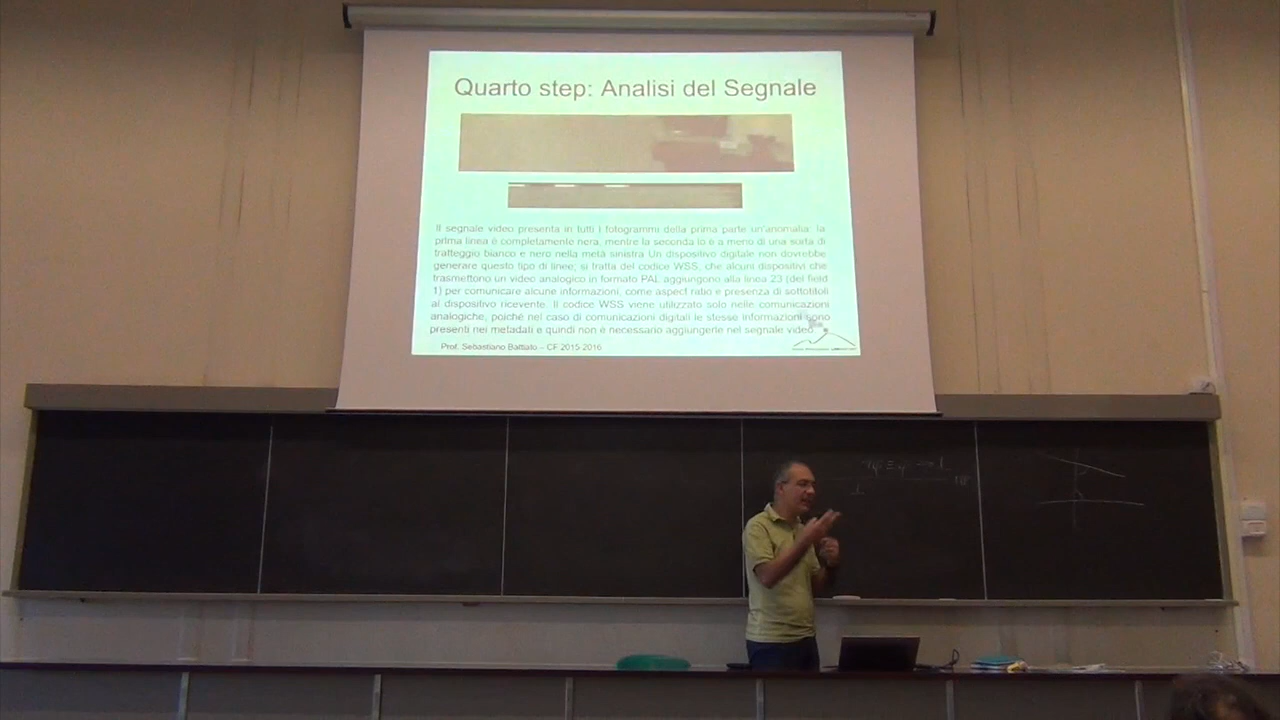 Quarto step: Analisi del Segnale
Il segnale video presenta in tutti i fotogrammi della prima parte un'anomalia: la
prima linea è completamente nera, mentre la seconda lo è a meno di una sorta di
tratteggio bianco e nero nella metà sinistra Un dispositivo digitale non dovrebbe
generare questo tipo di linee; si tratta del codice WSS, che alcuni dispositivi che
trasmettono un video analogico in formato PAL aggiungono alla linea 23 (del field
1) per comunicare alcune informazioni, come aspect ratio e presenza di sottotitoli
al dispositivo ricevente. Il codice WSS viene utilizzato solo nelle comunicazioni
analogiche, poiché nel caso di comunicazioni digitali le stesse informazioni sono
presenti nei metadati e quindi non è necessario aggiungerle nel segnale video
Prof. Sebastiano Battiato – CF 2015-2016